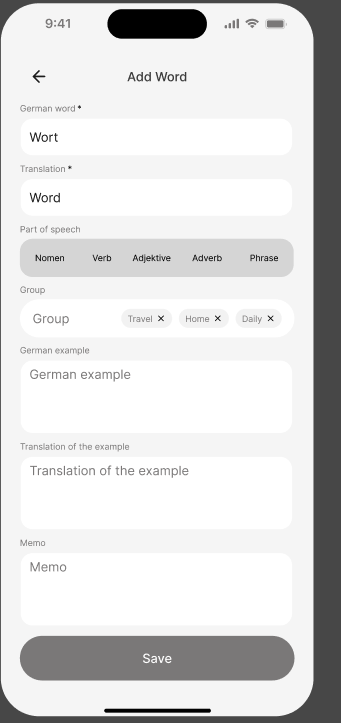 9:41
Add Word
German word *
Wort
Translation *
Word
Part of speech
Nomen Verb Adjektive Adverb Phrase
Group
Group Travel ✕ Home ✕ Daily ✕
German example
German example
Translation of the example
Translation of the example
Memo
Memo
Save